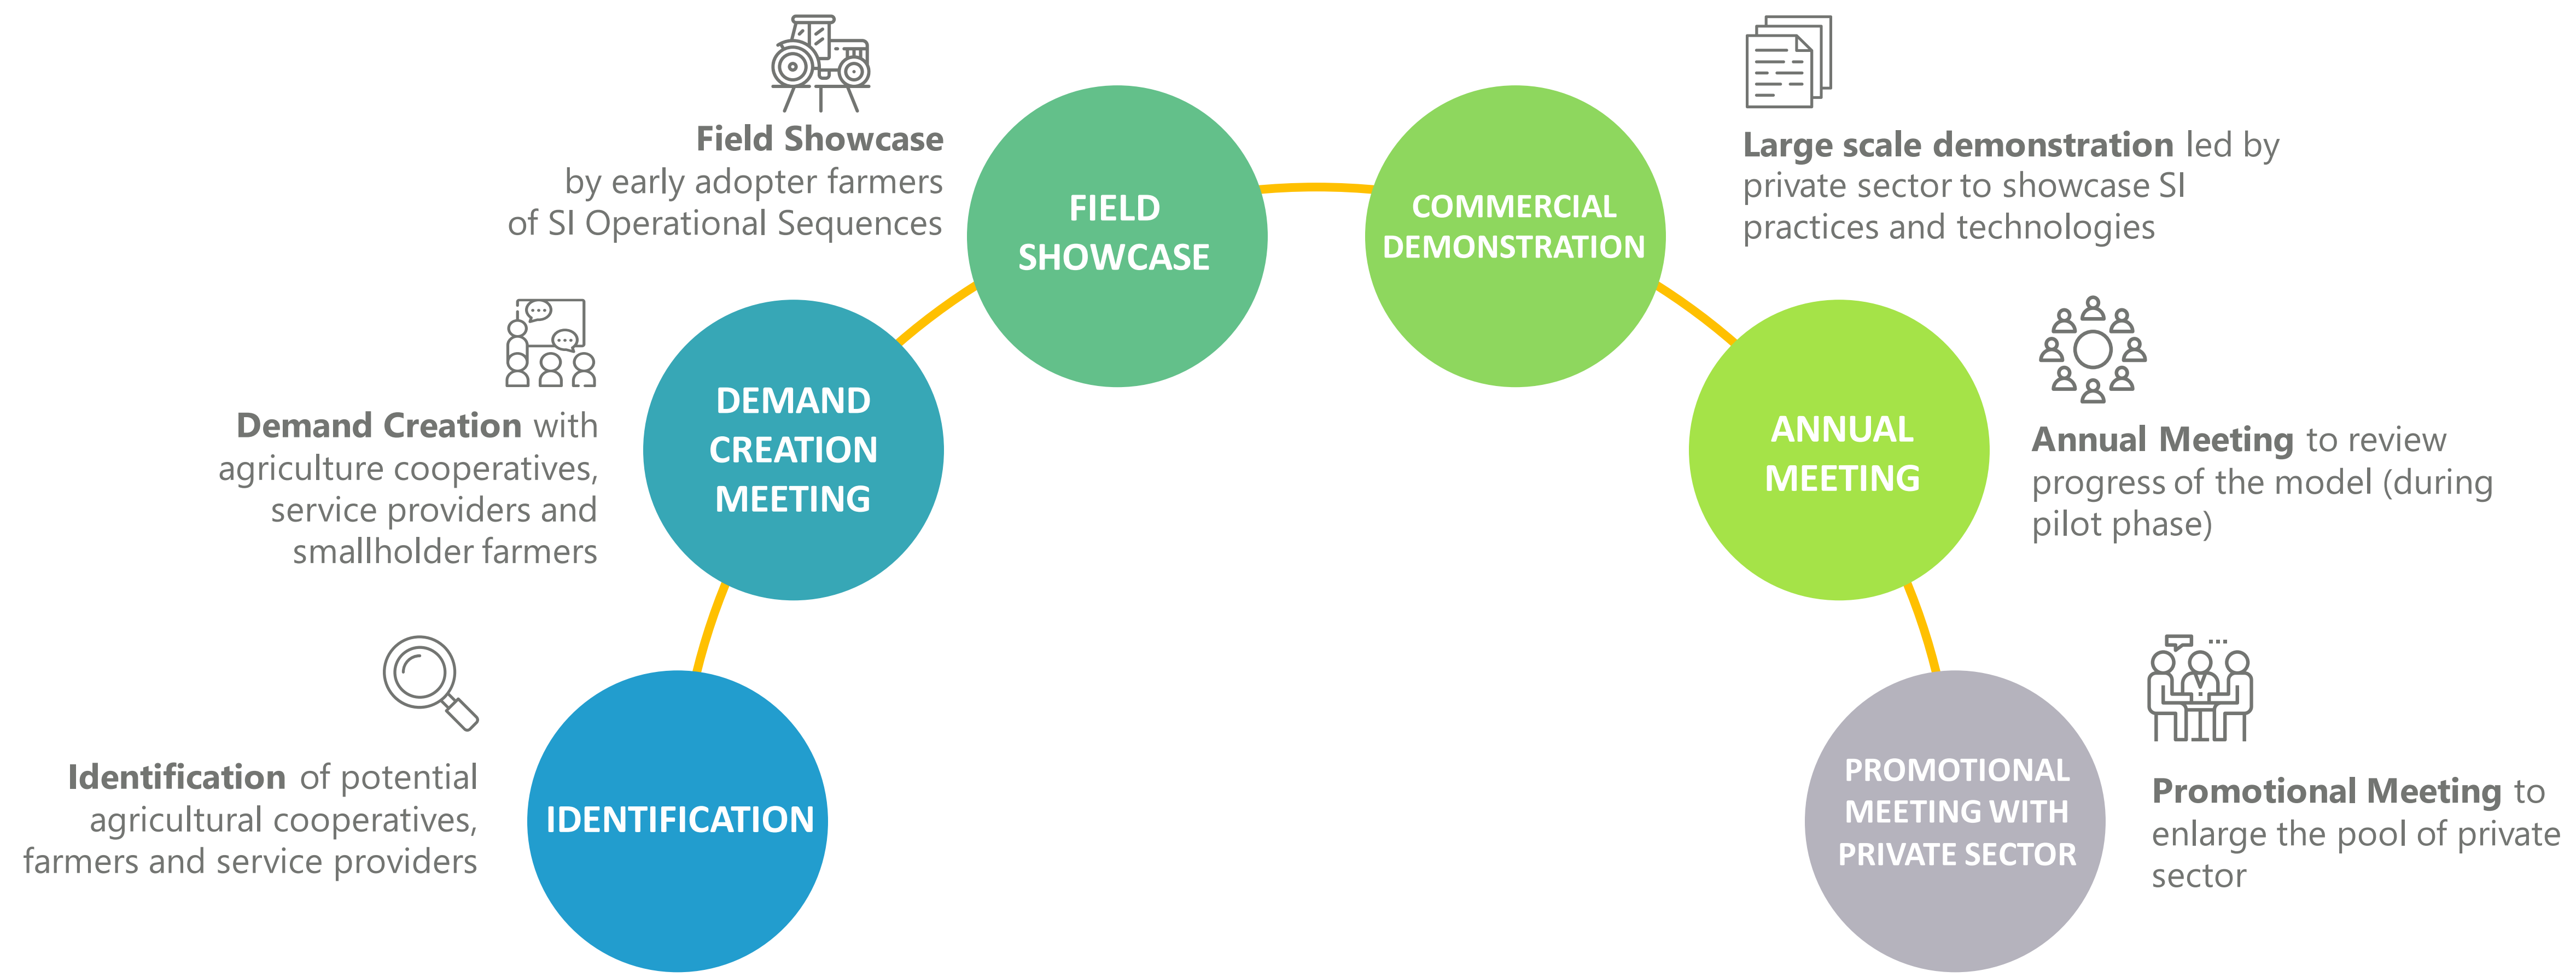 Field Showcase
by early adopter farmers
of SI Operational Sequences
FIELD
SHOWCASE
COMMERCIAL
DEMONSTRATION
Large scale demonstration led by
private sector to showcase SI
practices and technologies
Demand Creation with
agriculture cooperatives,
service providers and
smallholder farmers
DEMAND
CREATION
MEETING
ANNUAL
MEETING
Annual Meeting to review
progress of the model (during
pilot phase)
Identification of potential
agricultural cooperatives,
farmers and service providers
IDENTIFICATION
PROMOTIONAL
MEETING WITH
PRIVATE SECTOR
Promotional Meeting to
enlarge the pool of private
sector